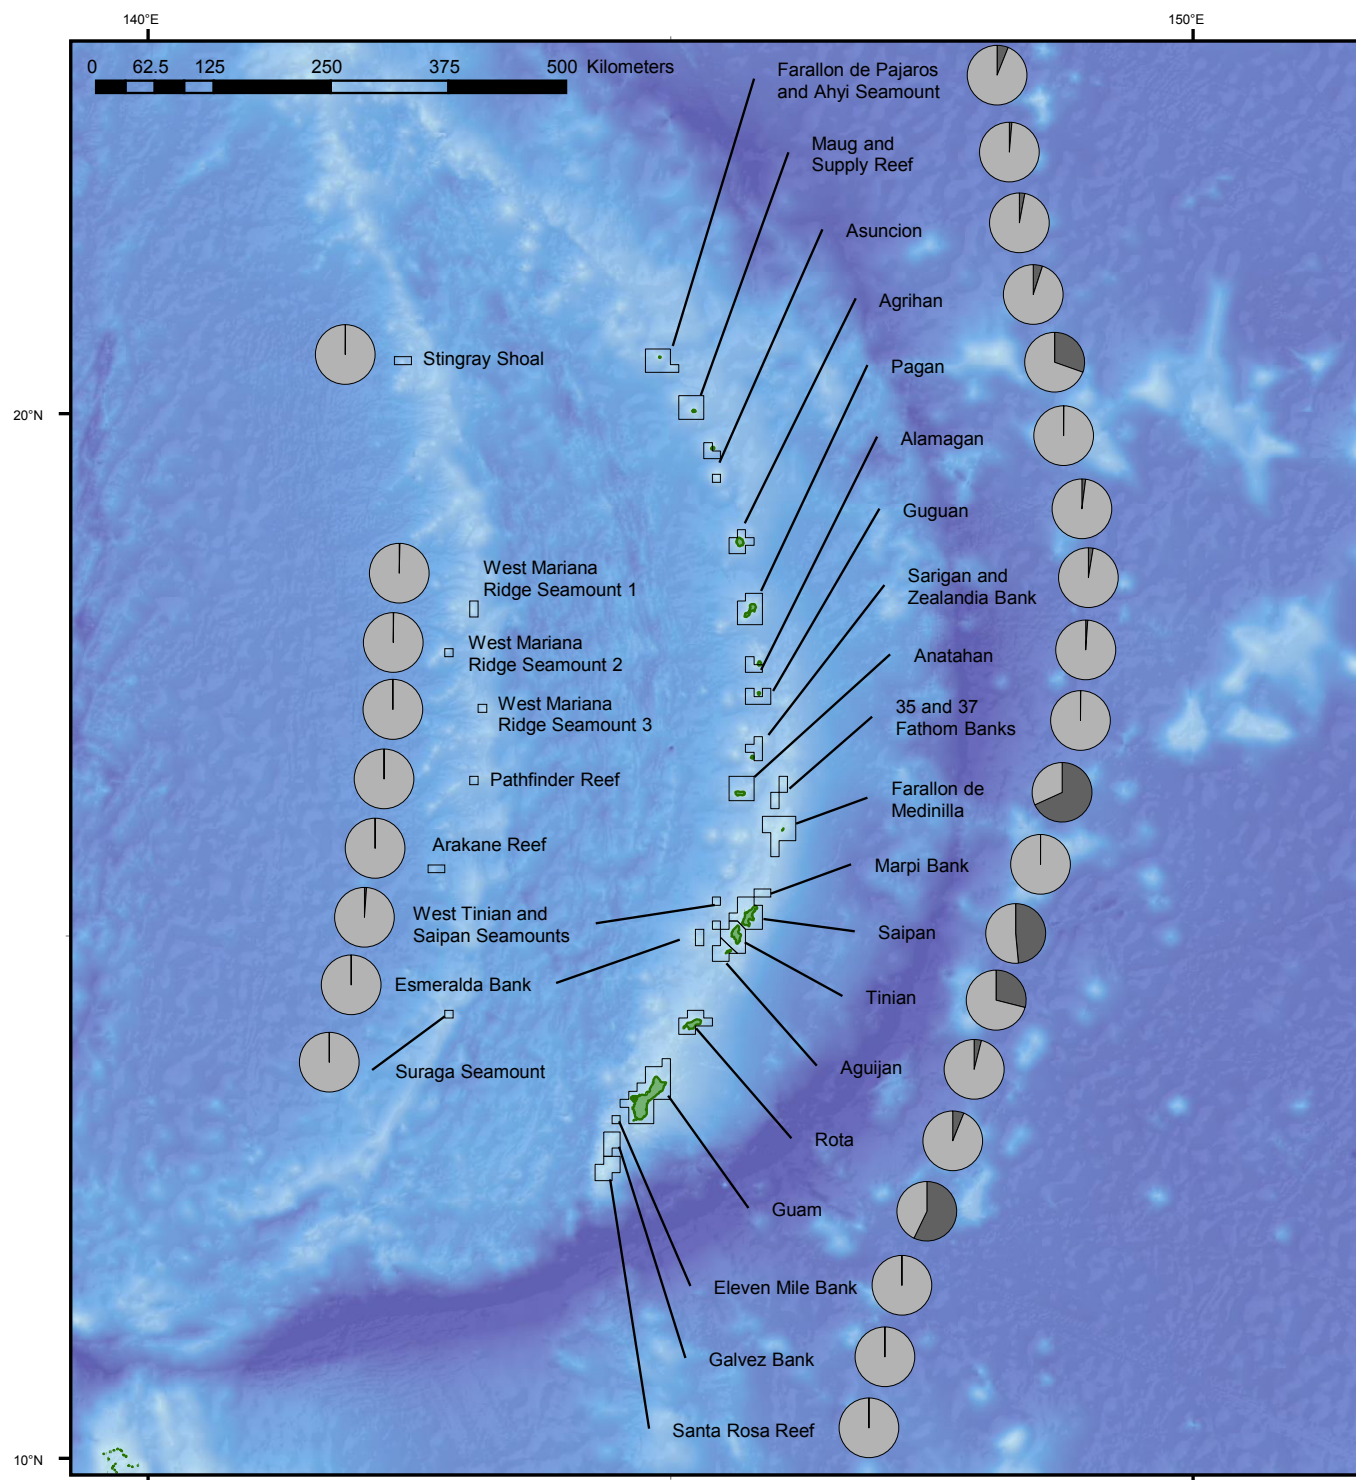 140°E
150°E
0 62.5 125 250 375 500 Kilometers
Farallon de Pajaros
and Ahyi Seamount
Maug and
Supply Reef
Asuncion
Agrihan
Stingray Shoal
Pagan
20°N
Alamagan
Guguan
West Mariana
Ridge Seamount 1
Sarigan and
Zealandia Bank
West Mariana
Ridge Seamount 2
Anatahan
West Mariana
Ridge Seamount 3
35 and 37
Fathom Banks
Pathfinder Reef
Farallon de
Medinilla
Arakane Reef
Marpi Bank
West Tinian and
Saipan Seamounts
Saipan
Esmeralda Bank
Tinian
Suraga Seamount
Aguijan
Rota
Guam
Eleven Mile Bank
Galvez Bank
Santa Rosa Reef
10°N